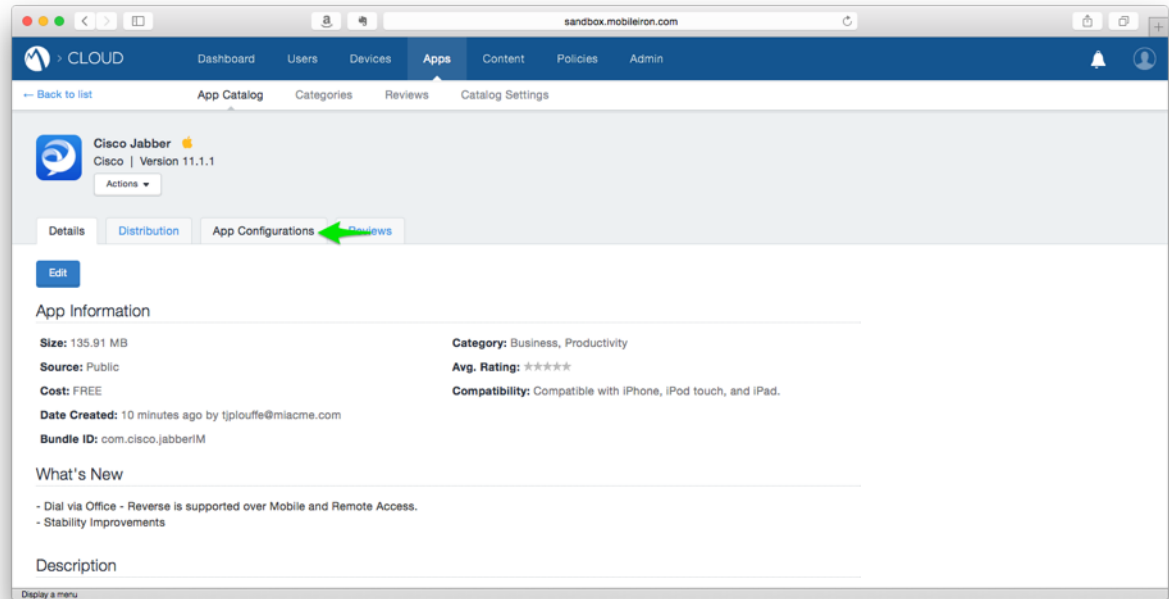 sandbox.mobileiron.com
> CLOUD Dashboard Users Devices Apps Content Policies Admin
← Back to list App Catalog Categories Reviews Catalog Settings
Cisco Jabber
Cisco | Version 11.1.1
Actions
Details Distribution App Configurations Reviews
Edit
App Information
Size: 135.91 MB Category: Business, Productivity
Source: Public Avg. Rating: ★★★★★
Cost: FREE Compatibility: Compatible with iPhone, iPod touch, and iPad.
Date Created: 10 minutes ago by tjplouffe@miacme.com
Bundle ID: com.cisco.jabberIM
What's New
- Dial via Office - Reverse is supported over Mobile and Remote Access.
- Stability Improvements
Description
Display a menu